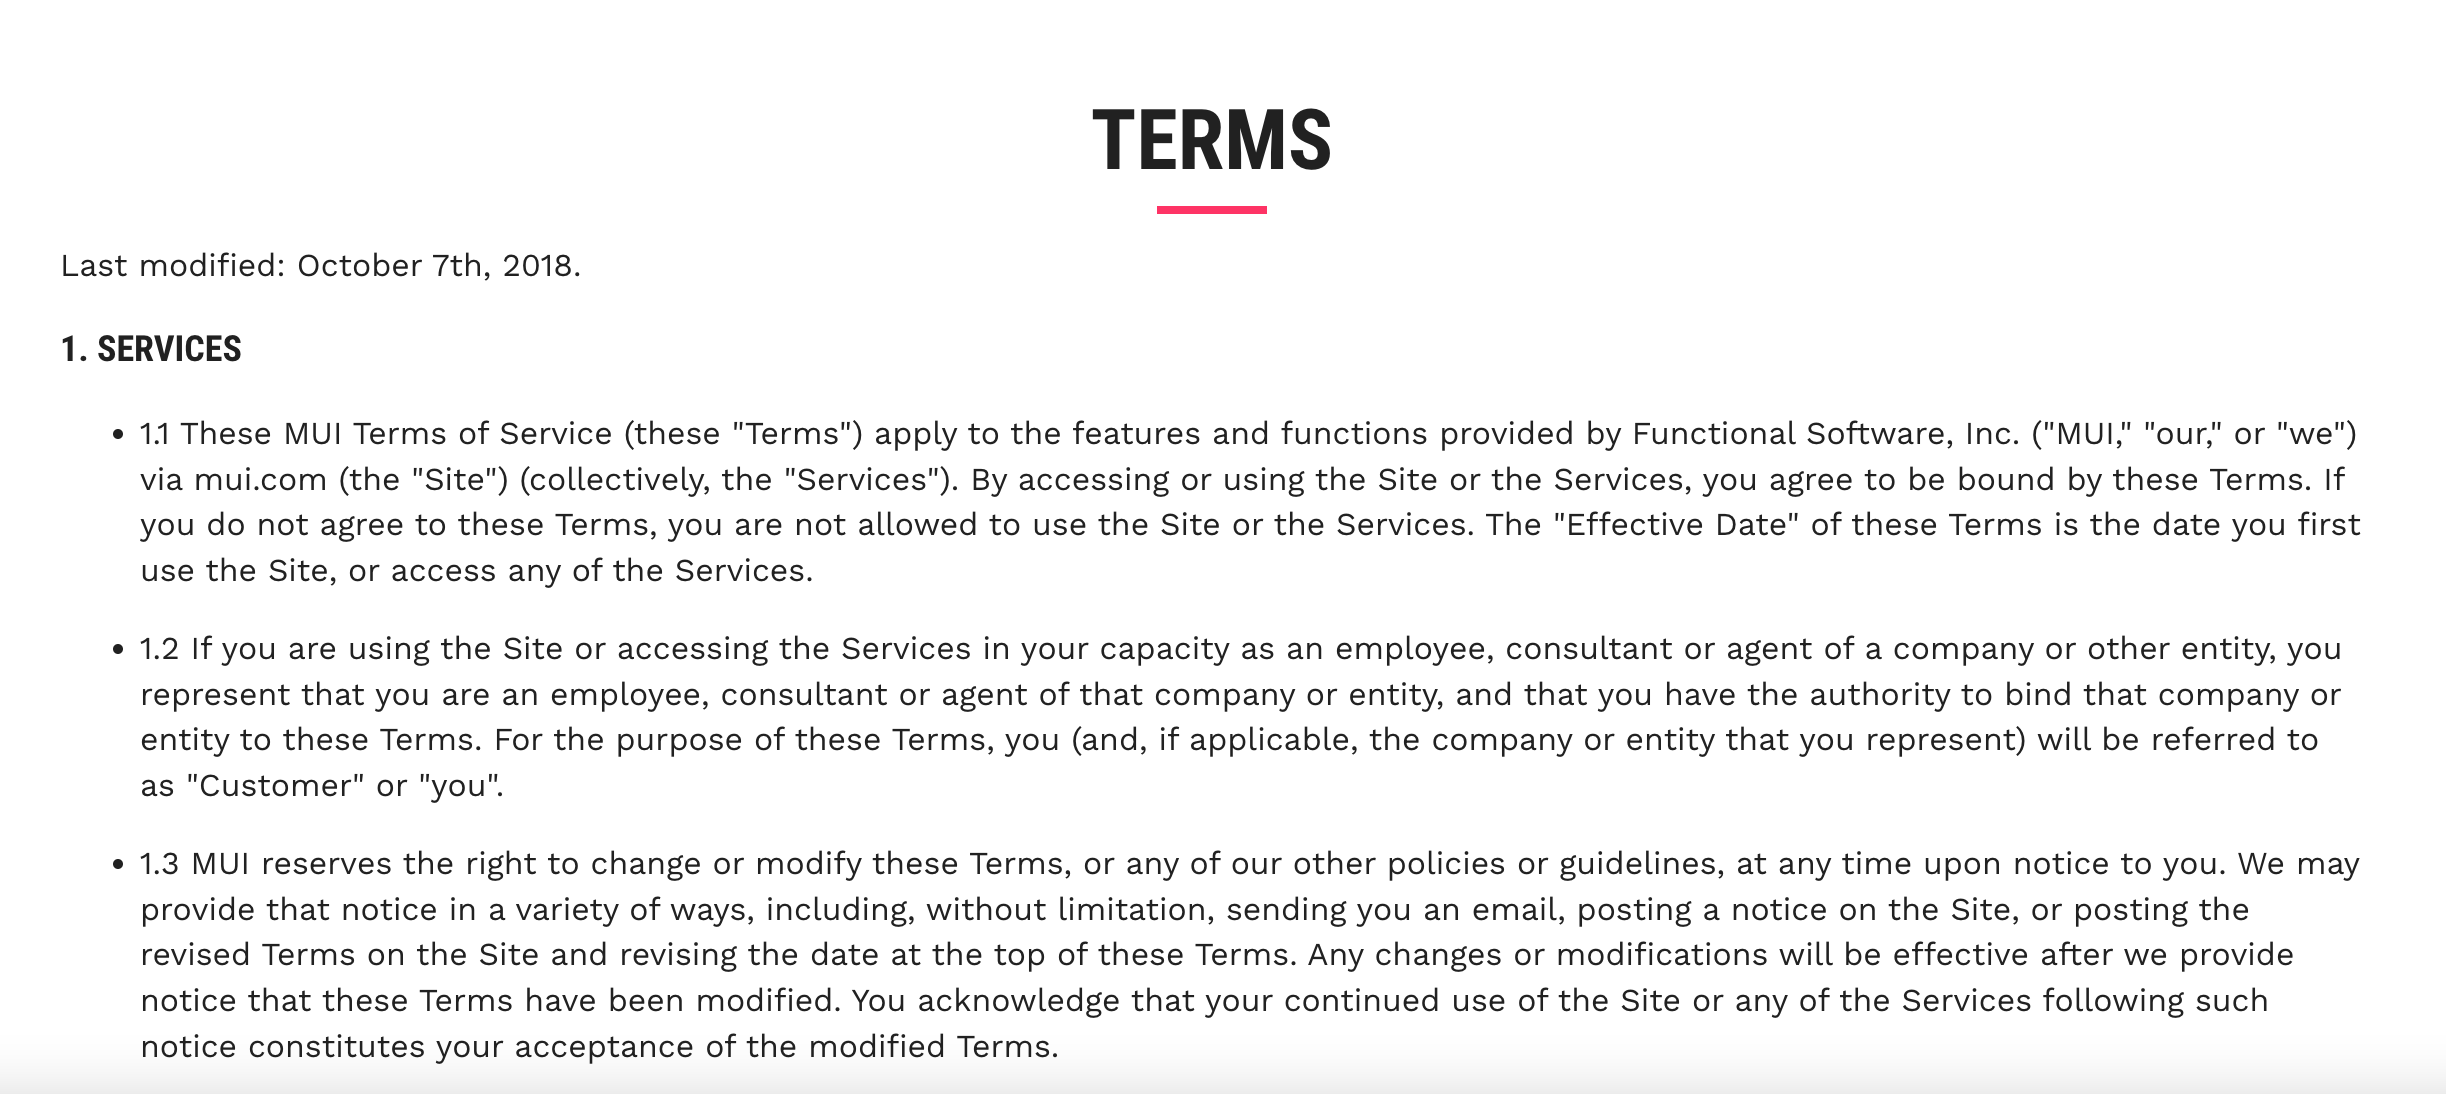 TERMS
Last modified: October 7th, 2018.
1. SERVICES
• 1.1 These MUI Terms of Service (these "Terms") apply to the features and functions provided by Functional Software, Inc. ("MUI," "our," or "we")
via mui.com (the "Site") (collectively, the "Services"). By accessing or using the Site or the Services, you agree to be bound by these Terms. If
you do not agree to these Terms, you are not allowed to use the Site or the Services. The "Effective Date" of these Terms is the date you first
use the Site, or access any of the Services.
• 1.2 If you are using the Site or accessing the Services in your capacity as an employee, consultant or agent of a company or other entity, you
represent that you are an employee, consultant or agent of that company or entity, and that you have the authority to bind that company or
entity to these Terms. For the purpose of these Terms, you (and, if applicable, the company or entity that you represent) will be referred to
as "Customer" or "you".
• 1.3 MUI reserves the right to change or modify these Terms, or any of our other policies or guidelines, at any time upon notice to you. We may
provide that notice in a variety of ways, including, without limitation, sending you an email, posting a notice on the Site, or posting the
revised Terms on the Site and revising the date at the top of these Terms. Any changes or modifications will be effective after we provide
notice that these Terms have been modified. You acknowledge that your continued use of the Site or any of the Services following such
notice constitutes your acceptance of the modified Terms.